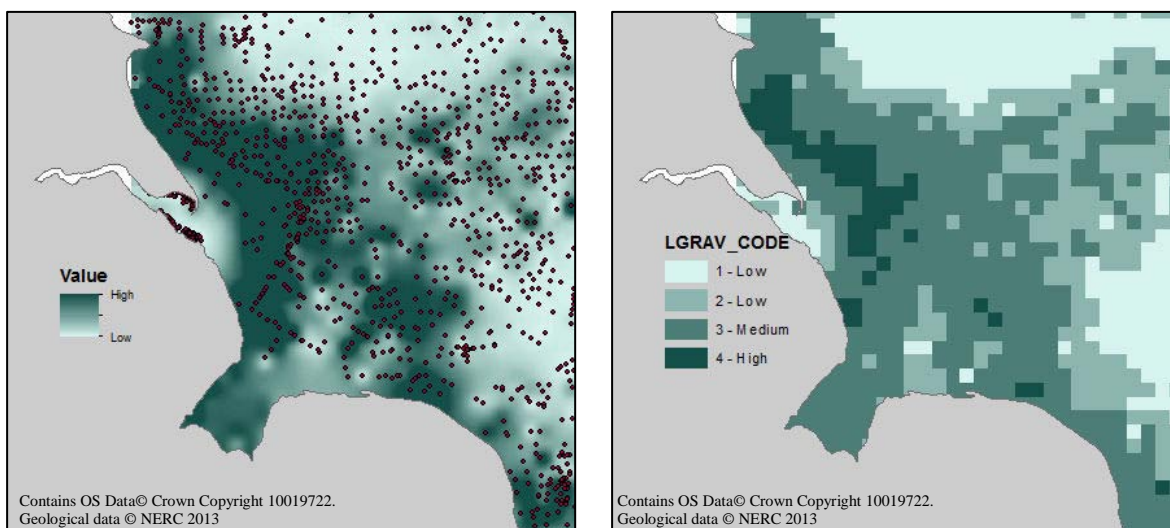 Value
High
Low
Contains OS Data© Crown Copyright 10019722.
Geological data © NERC 2013
LGRAV_CODE
1 - Low
2 - Low
3 - Medium
4 - High
Contains OS Data© Crown Copyright 10019722.
Geological data © NERC 2013